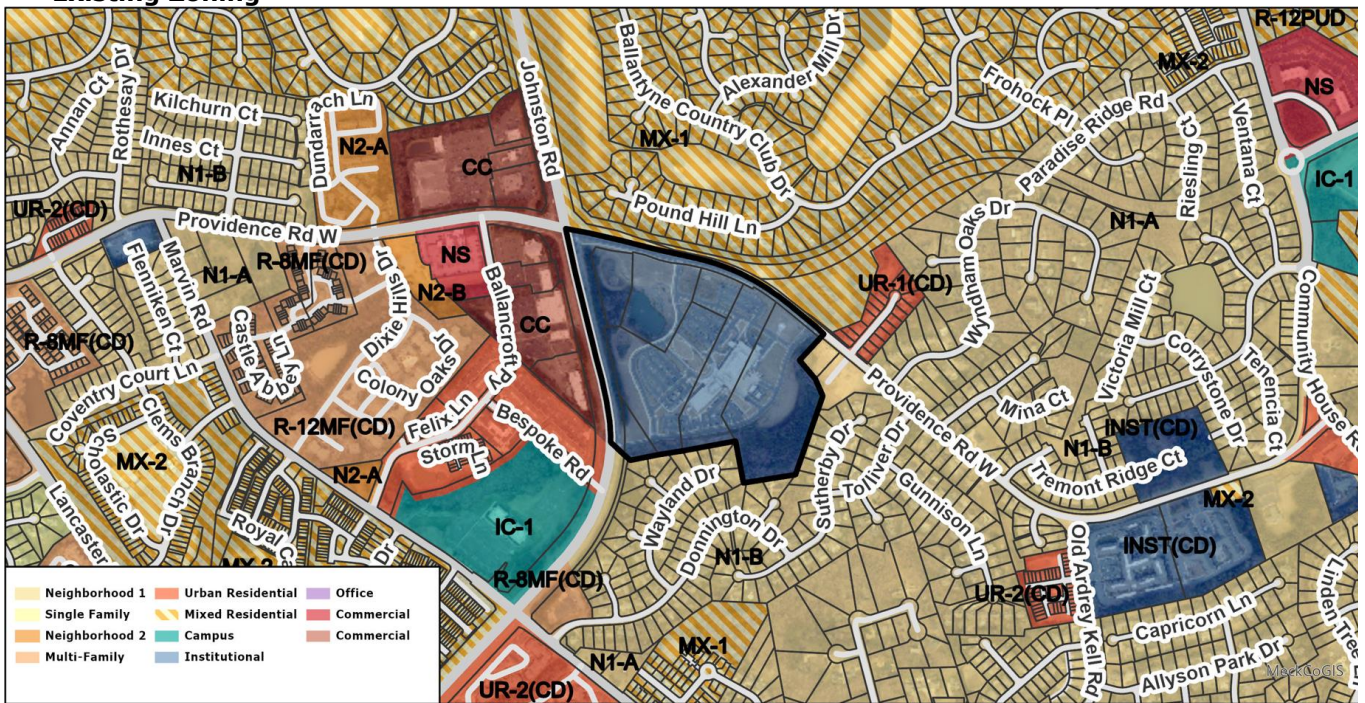 Existing Zoning
R-12PUD
MX-2
NS
IC-1
Annan Ct
Rothesay Dr
Kilchurn Ct
Innes Ct
N1-B
Dundarrach Ln
N2-A
CC
Johnston Rd
Ballantyne Country Club Dr
Alexander Mill Dr
MX-1
Pound Hill Ln
Frohock Pl
Paradise Ridge Rd
Riesling Ct
Ventana Ct
N1-A
UR-2(CD)
Providence Rd W
Flenniken Ct
Marvin Rd
N1-A
R-8MF(CD)
N2-B
NS
Ballancroft Py
CC
Dixie Hills Dr
Colony Oaks Dr
Castle Abbey Ln
R-8MF(CD)
Coventry Court Ln
R-12MF(CD)
Felix Ln
Storm Ln
Bespoke Rd
N2-A
IC-1
R-8MF(CD)
Clems Branch Dr
Scholastic Dr
MX-2
Lancaster
Royal Ca
Dr
MX-2
UR-1(CD)
Wyndham Oaks Dr
Providence Rd W
Mina Ct
Victoria Mill Ct
Corrystone Dr
Tenencia Ct
Community House R
INST(CD)
N1-B
Tremont Ridge Ct
MX-2
INST(CD)
Sutherby Dr
Tolliver Dr
Gunnison Ln
Wayland Dr
Donnington Dr
N1-B
UR-2(CD)
Old Ardrey Kell Rd
Capricorn Ln
Allyson Park Dr
Linden Tree
N1-A
MX-1
UR-2(CD)
MeckCoGIS
Neighborhood 1
Urban Residential
Office
Single Family
Mixed Residential
Commercial
Neighborhood 2
Campus
Commercial
Multi-Family
Institutional